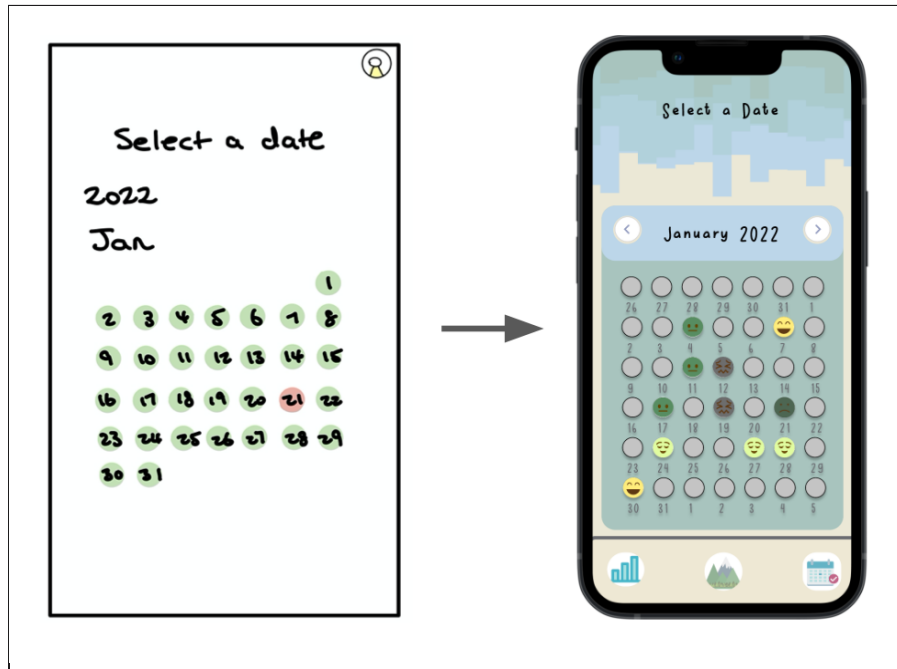 Select a date
2022
Jan
1
2 3 4 5 6 7 8
9 10 11 12 13 14 15
16 17 18 19 20 21 22
23 24 25 26 27 28 29
30 31
Select a Date
January 2022
26 27 28 29 30 31 1
2 3 4 5 6 7 8
9 10 11 12 13 14 15
16 17 18 19 20 21 22
23 24 25 26 27 28 29
30 31 1 2 3 4 5